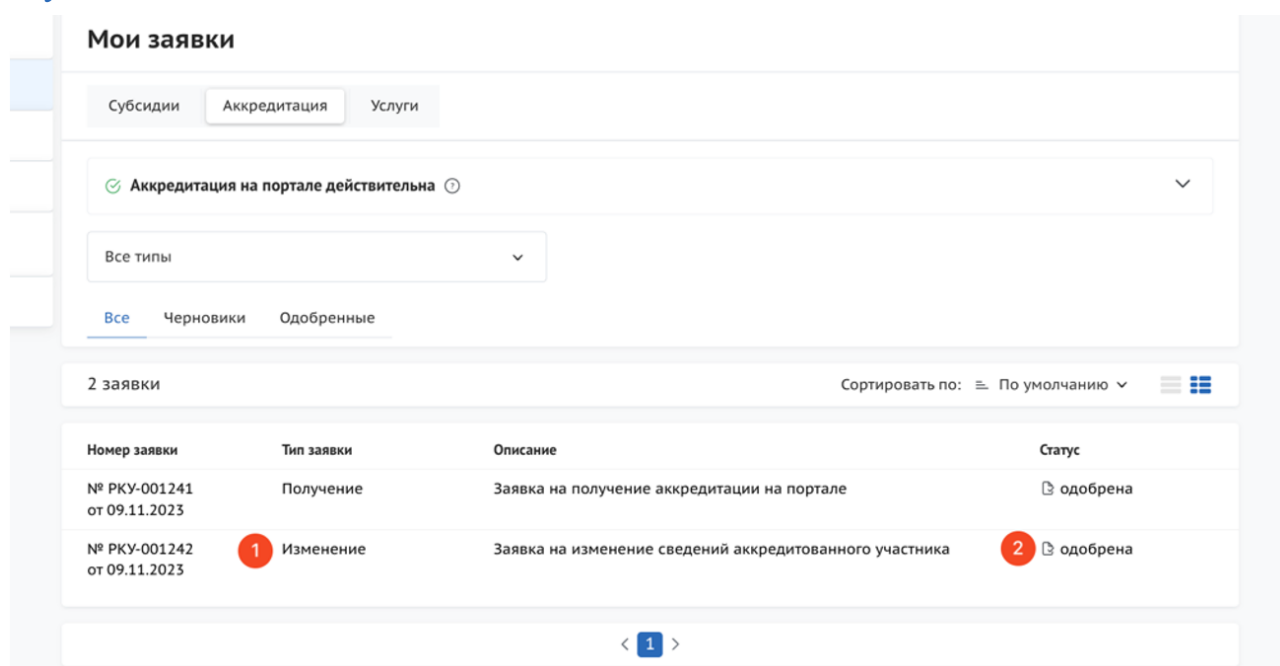 Мои заявки
Субсидии Аккредитация Услуги
Аккредитация на портале действительна ?
Все типы
Все Черновики Одобренные
2 заявки Сортировать по: По умолчанию
Номер заявки Тип заявки Описание Статус
№ РКУ-001241 Получение Заявка на получение аккредитации на портале одобрена
от 09.11.2023
№ РКУ-001242 1 Изменение Заявка на изменение сведений аккредитованного участника 2 одобрена
от 09.11.2023
< 1 >